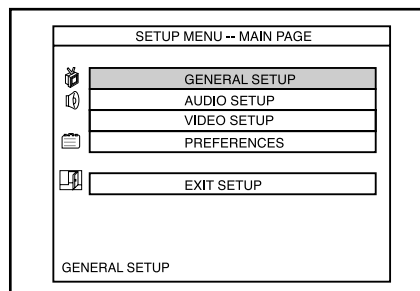 SETUP MENU -- MAIN PAGE
GENERAL SETUP
AUDIO SETUP
VIDEO SETUP
PREFERENCES
EXIT SETUP
GENERAL SETUP